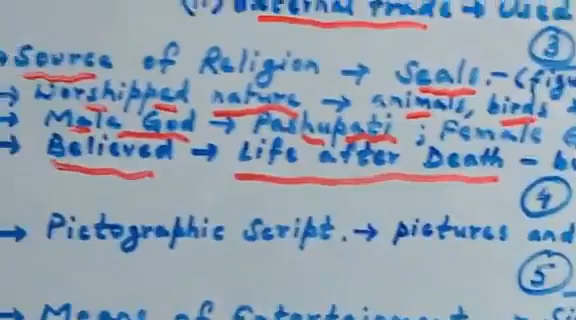 (ii) External trade → Used
③
→ Source of Religion → Seals. - (figu
→ Worshipped nature → animals, birds
→ Male God → Pashupati ; Female
→ Believed → Life after Death - bu
④
→ Pictographic Script. → pictures and
⑤
→ Means of Entertainment